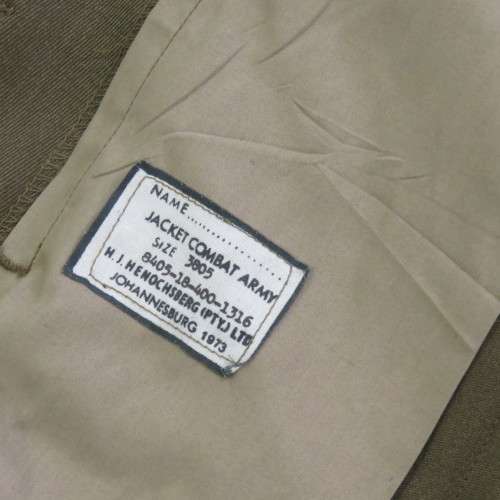 NAME....................
JACKET COMBAT ARMY
SIZE 3805
8405-18-400-1316
H.J. HENOCHSBERG (PTY.) LTD
JOHANNESBURG 1973